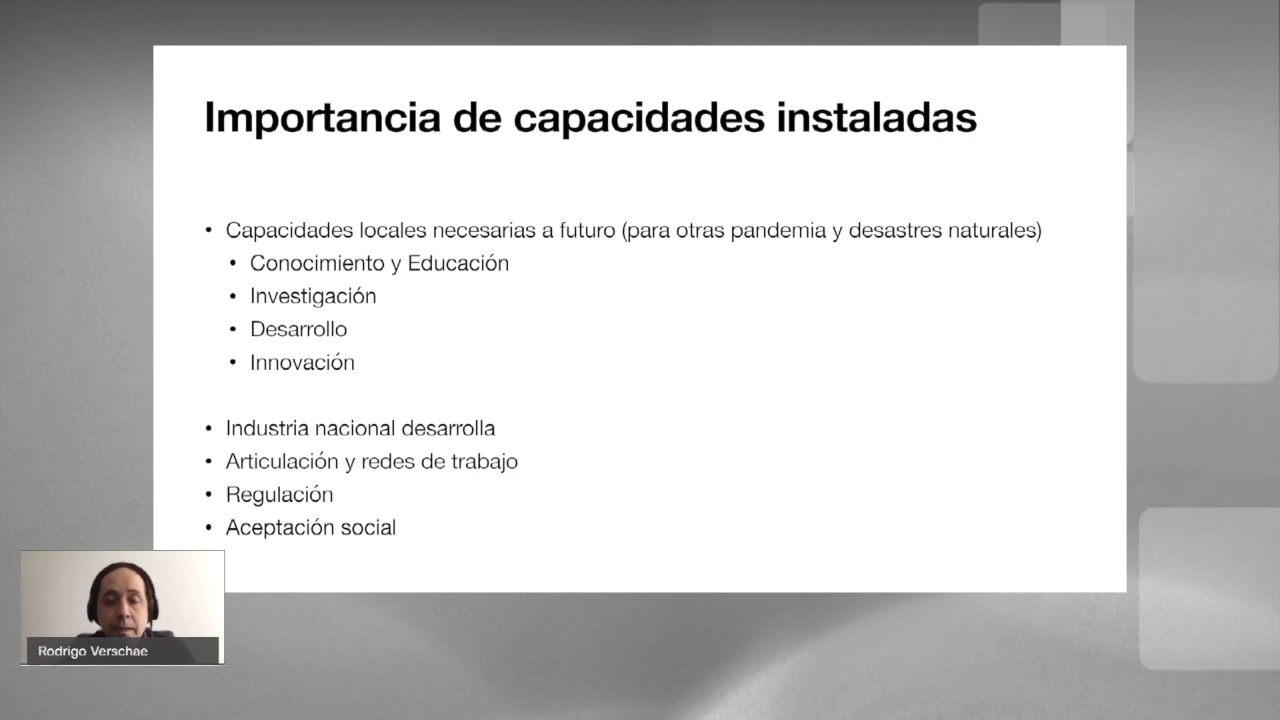 Importancia de capacidades instaladas
• Capacidades locales necesarias a futuro (para otras pandemia y desastres naturales)
• Conocimiento y Educación
• Investigación
• Desarrollo
• Innovación
• Industria nacional desarrolla
• Articulación y redes de trabajo
• Regulación
• Aceptación social
Rodrigo Verschae